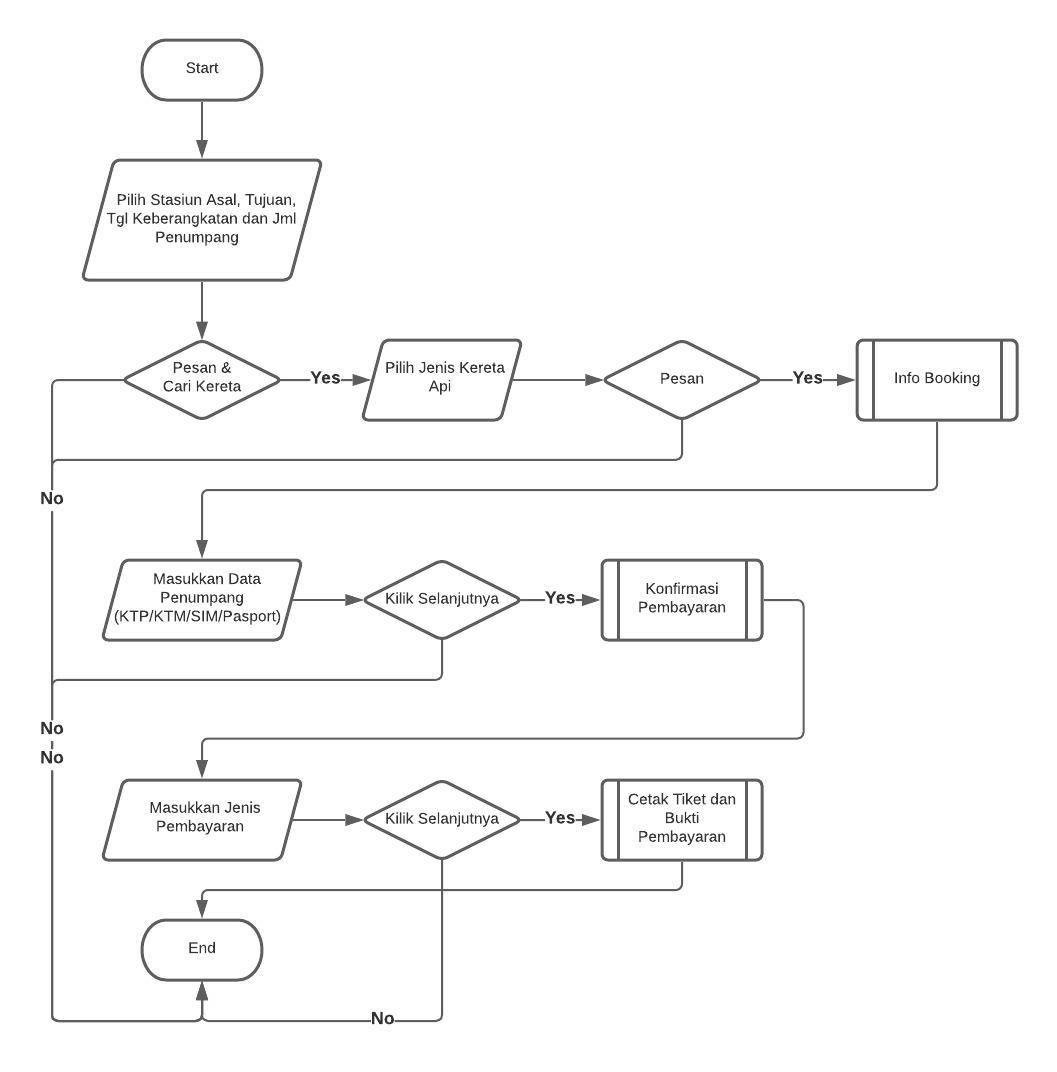 Start
Pilih Stasiun Asal, Tujuan,
Tgl Keberangkatan dan Jml
Penumpang
Pesan &
Cari Kereta
Yes
Pilih Jenis Kereta
Api
Pesan
Yes
Info Booking
No
Masukkan Data
Penumpang
(KTP/KTM/SIM/Pasport)
Kilik Selanjutnya
Yes
Konfirmasi
Pembayaran
No
No
Masukkan Jenis
Pembayaran
Kilik Selanjutnya
Yes
Cetak Tiket dan
Bukti
Pembayaran
End
No